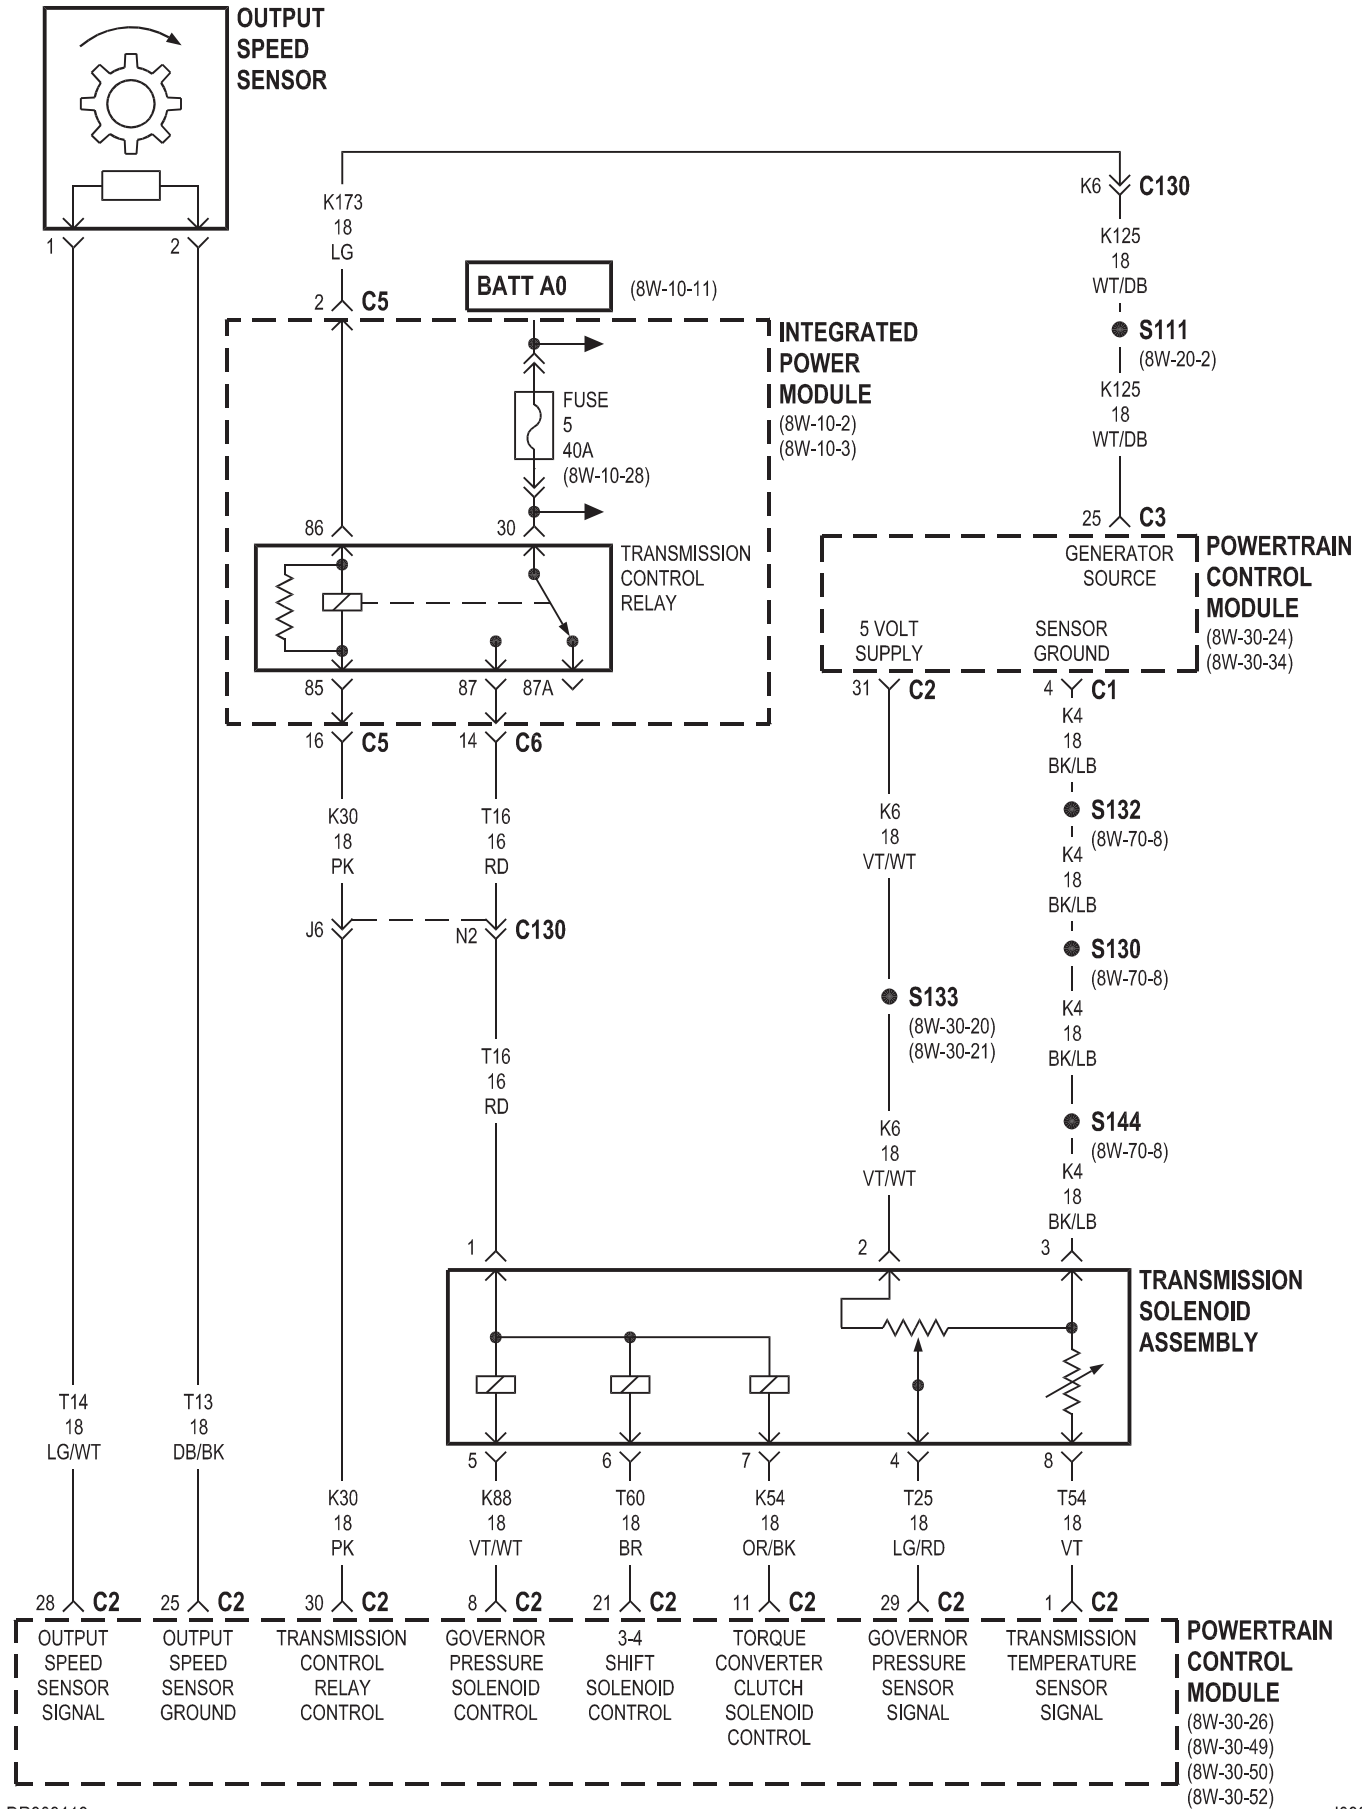 OUTPUT
SPEED
SENSOR
1
2
K173
18
LG
2 C5
K6 C130
K125
18
WT/DB
S111
(8W-20-2)
K125
18
WT/DB
25 C3
BATT A0
(8W-10-11)
INTEGRATED
POWER
MODULE
(8W-10-2)
(8W-10-3)
FUSE
5
40A
(8W-10-28)
86
30
TRANSMISSION
CONTROL
RELAY
85
87
87A
16 C5
14 C6
GENERATOR
SOURCE
5 VOLT
SUPPLY
SENSOR
GROUND
POWERTRAIN
CONTROL
MODULE
(8W-30-24)
(8W-30-34)
31 C2
4 C1
K4
18
BK/LB
S132
(8W-70-8)
K4
18
BK/LB
S130
(8W-70-8)
K4
18
BK/LB
S144
(8W-70-8)
K4
18
BK/LB
K6
18
VT/WT
S133
(8W-30-20)
(8W-30-21)
K6
18
VT/WT
K30
18
PK
T16
16
RD
J6
N2 C130
T16
16
RD
1
2
3
TRANSMISSION
SOLENOID
ASSEMBLY
5
6
7
4
8
T14
18
LG/WT
T13
18
DB/BK
K30
18
PK
K88
18
VT/WT
T60
18
BR
K54
18
OR/BK
T25
18
LG/RD
T54
18
VT
28 C2
25 C2
30 C2
8 C2
21 C2
11 C2
29 C2
1 C2
OUTPUT
SPEED
SENSOR
SIGNAL
OUTPUT
SPEED
SENSOR
GROUND
TRANSMISSION
CONTROL
RELAY
CONTROL
GOVERNOR
PRESSURE
SOLENOID
CONTROL
3-4
SHIFT
SOLENOID
CONTROL
TORQUE
CONVERTER
CLUTCH
SOLENOID
CONTROL
GOVERNOR
PRESSURE
SENSOR
SIGNAL
TRANSMISSION
TEMPERATURE
SENSOR
SIGNAL
POWERTRAIN
CONTROL
MODULE
(8W-30-26)
(8W-30-49)
(8W-30-50)
(8W-30-52)